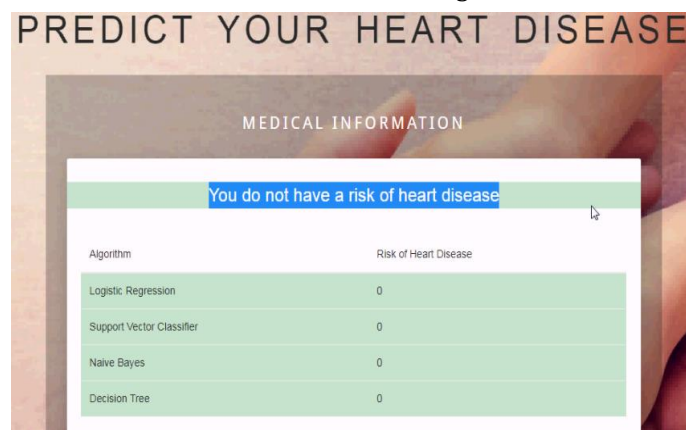 PREDICT YOUR HEART DISEASE
MEDICAL INFORMATION
You do not have a risk of heart disease
Algorithm Risk of Heart Disease
Logistic Regression 0
Support Vector Classifier 0
Naive Bayes 0
Decision Tree 0